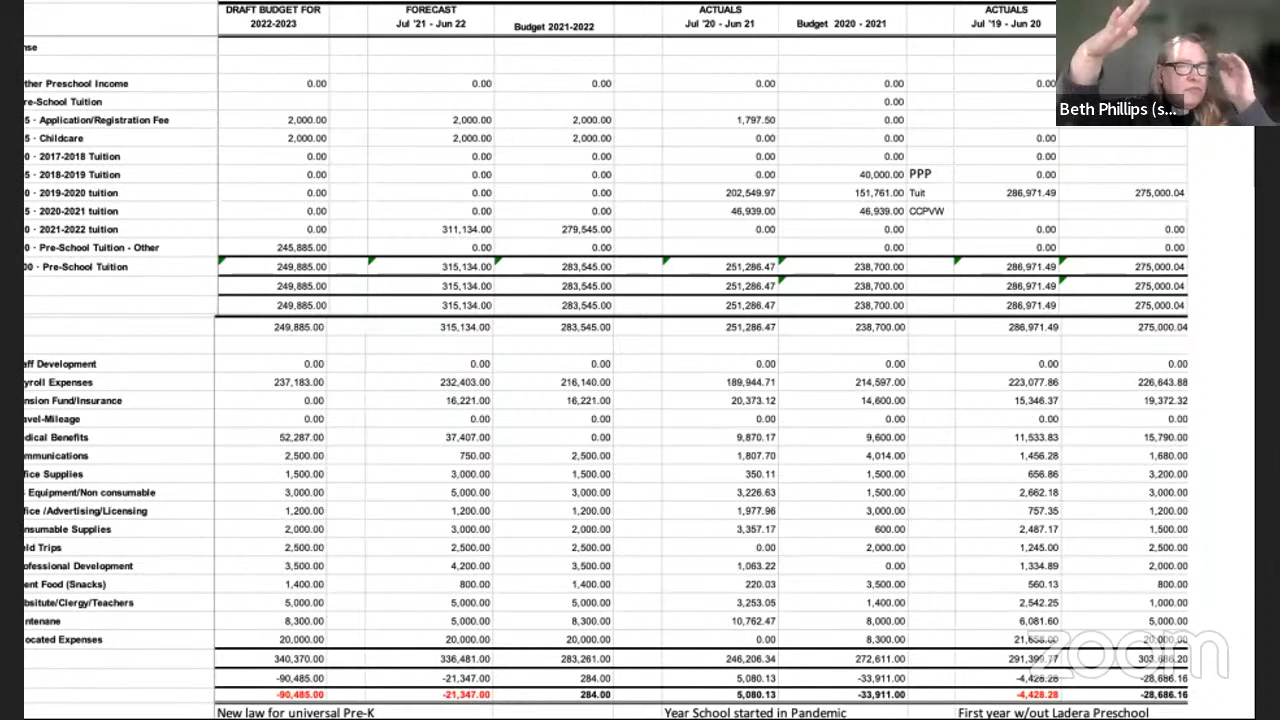 DRAFT BUDGET FOR 2022-2023 FORECAST Jul '21 - Jun 22 Budget 2021-2022 ACTUALS Jul '20 - Jun 21 Budget 2020 - 2021 ACTUALS Jul '19 - Jun 20
nse
ther Preschool Income 0.00 0.00 0.00 0.00 0.00 0.00
re-School Tuition 0.00
5 · Application/Registration Fee 2,000.00 2,000.00 2,000.00 1,797.50 0.00
5 · Childcare 2,000.00 2,000.00 2,000.00 0.00 0.00 0.00
0 · 2017-2018 Tuition 0.00 0.00 0.00 0.00 0.00 0.00
5 · 2018-2019 Tuition 0.00 0.00 0.00 0.00 40,000.00 PPP 0.00
0 · 2019-2020 tuition 0.00 0.00 0.00 202,549.97 151,761.00 Tuit 286,971.49 275,000.04
5 · 2020-2021 tuition 0.00 0.00 0.00 46,939.00 46,939.00 CCPVW
0 · 2021-2022 tuition 0.00 311,134.00 279,545.00 0.00 0.00 0.00 0.00
0 · Pre-School Tuition - Other 245,885.00 0.00 0.00 0.00 0.00 0.00
00 · Pre-School Tuition 249,885.00 315,134.00 283,545.00 251,286.47 238,700.00 286,971.49 275,000.04
249,885.00 315,134.00 283,545.00 251,286.47 238,700.00 286,971.49 275,000.04
249,885.00 315,134.00 283,545.00 251,286.47 238,700.00 286,971.49 275,000.04
249,885.00 315,134.00 283,545.00 251,286.47 238,700.00 286,971.49 275,000.04
aff Development 0.00 0.00 0.00 0.00 0.00 0.00 0.00
yroll Expenses 237,183.00 232,403.00 216,140.00 189,944.71 214,597.00 223,077.86 226,643.88
nsion Fund/Insurance 0.00 16,221.00 16,221.00 20,373.12 14,600.00 15,346.37 19,372.32
avel-Mileage 0.00 0.00 0.00 0.00 0.00 0.00 0.00
dical Benefits 52,287.00 37,407.00 0.00 9,870.17 9,600.00 11,533.83 15,790.00
mmunications 2,500.00 750.00 2,500.00 1,807.70 4,014.00 1,456.28 1,680.00
fice Supplies 1,500.00 3,000.00 1,500.00 350.11 1,500.00 656.86 3,200.00
Equipment/Non consumable 3,000.00 5,000.00 3,000.00 3,226.63 1,500.00 2,662.18 3,000.00
fice /Advertising/Licensing 1,200.00 1,200.00 1,200.00 1,977.96 3,000.00 757.35 1,200.00
nsumable Supplies 2,000.00 3,000.00 2,000.00 3,357.17 600.00 2,487.17 1,500.00
eld Trips 2,500.00 2,500.00 2,500.00 0.00 2,000.00 1,245.00 2,500.00
ofessional Development 3,500.00 4,200.00 3,500.00 1,063.22 0.00 1,334.89 2,000.00
ent Food (Snacks) 1,400.00 800.00 1,400.00 220.03 3,500.00 560.13 800.00
bsitute/Clergy/Teachers 5,000.00 5,000.00 5,000.00 3,253.05 1,400.00 2,542.25 1,000.00
ntenane 8,300.00 5,000.00 8,300.00 10,762.47 8,000.00 6,081.60 5,000.00
ocated Expenses 20,000.00 20,000.00 20,000.00 0.00 8,300.00 21,658.00 20,000.00
340,370.00 336,481.00 283,261.00 246,206.34 272,611.00 291,399.77 303,686.20
-90,485.00 -21,347.00 284.00 5,080.13 -33,911.00 -4,428.28 -28,686.16
-90,485.00 -21,347.00 284.00 5,080.13 -33,911.00 -4,428.28 -28,686.16
New law for universal Pre-K Year School started in Pandemic First year w/out Ladera Preschool
Beth Phillips (s...
zoom